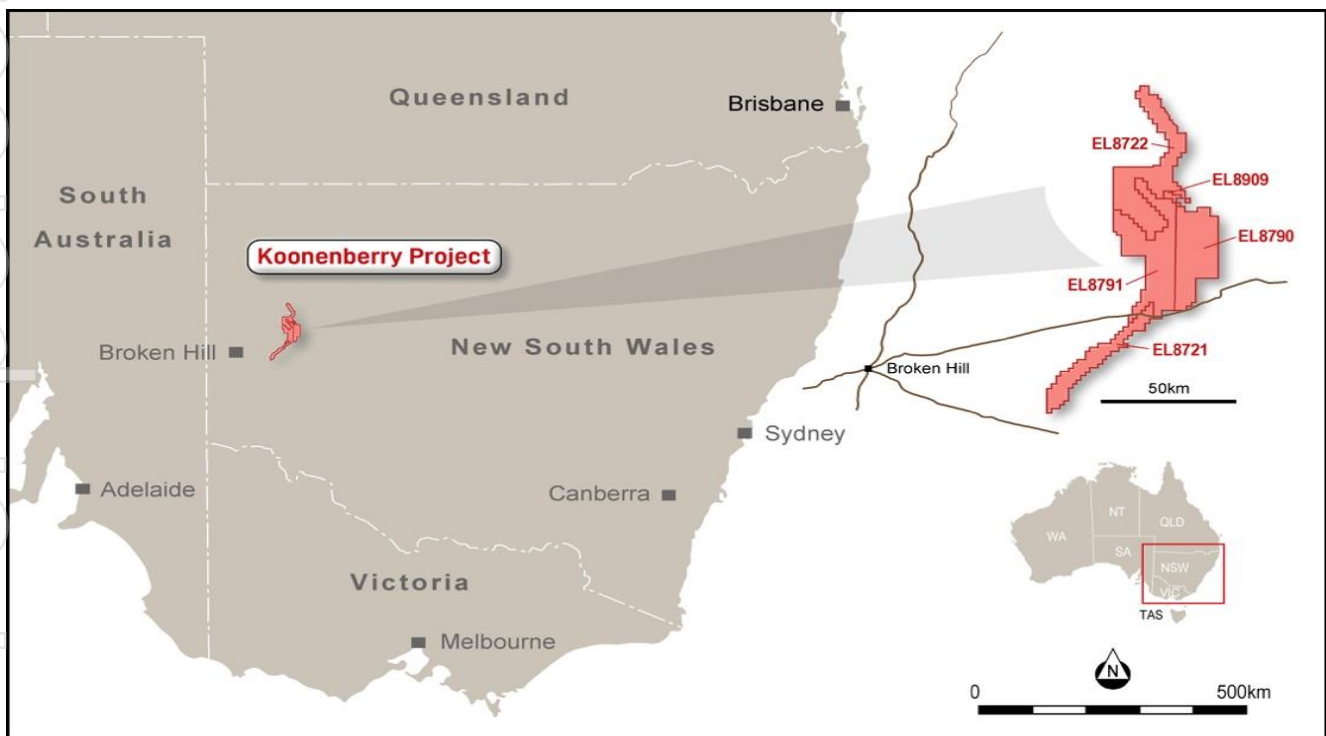 Queensland
Brisbane
South
Australia
Koonenberry Project
Broken Hill
New South Wales
Sydney
Adelaide
Canberra
Victoria
Melbourne
EL8722
EL8909
EL8790
EL8791
EL8721
Broken Hill
50km
WA
NT
QLD
SA
NSW
VIC
TAS
N
0 500km